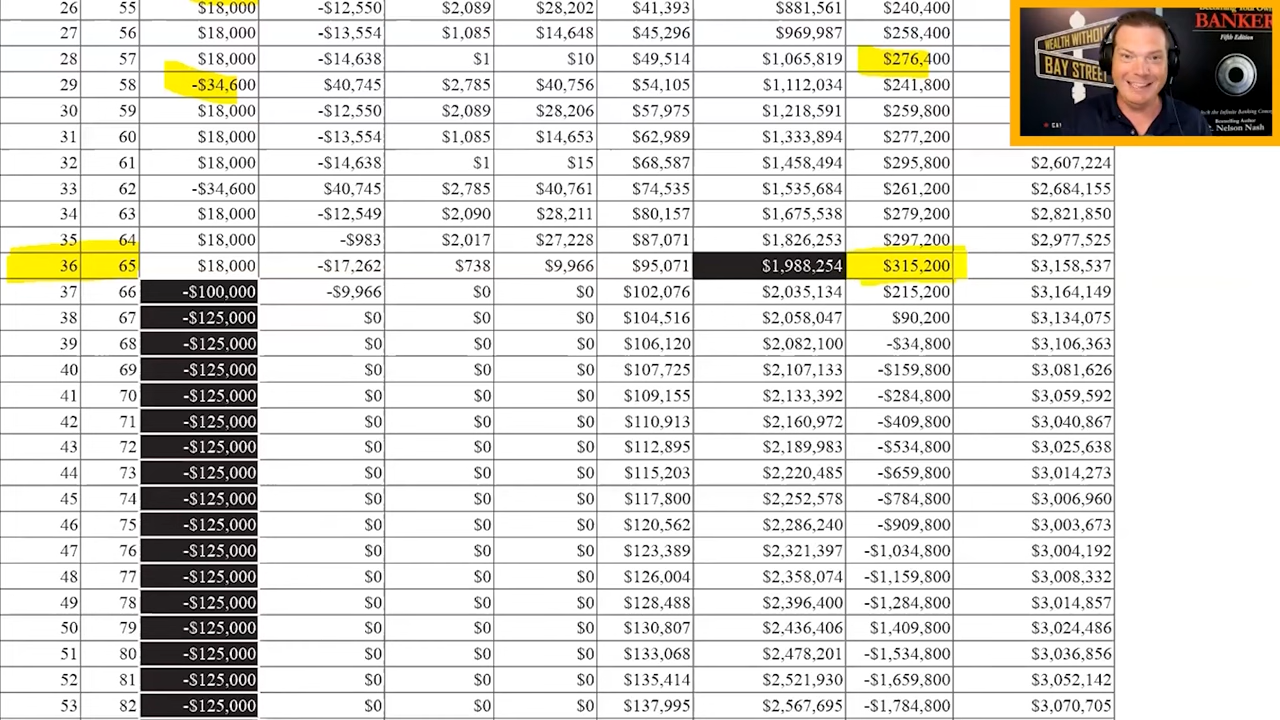 26 55 $18,000 -$12,550 $2,089 $28,202 $41,393 $881,561 $240,400
27 56 $18,000 -$13,554 $1,085 $14,648 $45,296 $969,987 $258,400
28 57 $18,000 -$14,638 $1 $10 $49,514 $1,065,819 $276,400
29 58 -$34,600 $40,745 $2,785 $40,756 $54,105 $1,112,034 $241,800
30 59 $18,000 -$12,550 $2,089 $28,206 $57,975 $1,218,591 $259,800
31 60 $18,000 -$13,554 $1,085 $14,653 $62,989 $1,333,894 $277,200
32 61 $18,000 -$14,638 $1 $15 $68,587 $1,458,494 $295,800 $2,607,224
33 62 -$34,600 $40,745 $2,785 $40,761 $74,535 $1,535,684 $261,200 $2,684,155
34 63 $18,000 -$12,549 $2,090 $28,211 $80,157 $1,675,538 $279,200 $2,821,850
35 64 $18,000 -$983 $2,017 $27,228 $87,071 $1,826,253 $297,200 $2,977,525
36 65 $18,000 -$17,262 $738 $9,966 $95,071 $1,988,254 $315,200 $3,158,537
37 66 -$100,000 -$9,966 $0 $0 $102,076 $2,035,134 $215,200 $3,164,149
38 67 -$125,000 $0 $0 $0 $104,516 $2,058,047 $90,200 $3,134,075
39 68 -$125,000 $0 $0 $0 $106,120 $2,082,100 -$34,800 $3,106,363
40 69 -$125,000 $0 $0 $0 $107,725 $2,107,133 -$159,800 $3,081,626
41 70 -$125,000 $0 $0 $0 $109,155 $2,133,392 -$284,800 $3,059,592
42 71 -$125,000 $0 $0 $0 $110,913 $2,160,972 -$409,800 $3,040,867
43 72 -$125,000 $0 $0 $0 $112,895 $2,189,983 -$534,800 $3,025,638
44 73 -$125,000 $0 $0 $0 $115,203 $2,220,485 -$659,800 $3,014,273
45 74 -$125,000 $0 $0 $0 $117,800 $2,252,578 -$784,800 $3,006,960
46 75 -$125,000 $0 $0 $0 $120,562 $2,286,240 -$909,800 $3,003,673
47 76 -$125,000 $0 $0 $0 $123,389 $2,321,397 -$1,034,800 $3,004,192
48 77 -$125,000 $0 $0 $0 $126,004 $2,358,074 -$1,159,800 $3,008,332
49 78 -$125,000 $0 $0 $0 $128,488 $2,396,400 -$1,284,800 $3,014,857
50 79 -$125,000 $0 $0 $0 $130,807 $2,436,406 $1,409,800 $3,024,486
51 80 -$125,000 $0 $0 $0 $133,068 $2,478,201 -$1,534,800 $3,036,856
52 81 -$125,000 $0 $0 $0 $135,414 $2,521,930 -$1,659,800 $3,052,142
53 82 -$125,000 $0 $0 $0 $137,995 $2,567,695 -$1,784,800 $3,070,705
WEALTH WITHOUT
BAY STREET
BANKER
Fifth Edition
the Infinite Banking
Bestselling Author
Nelson Nash